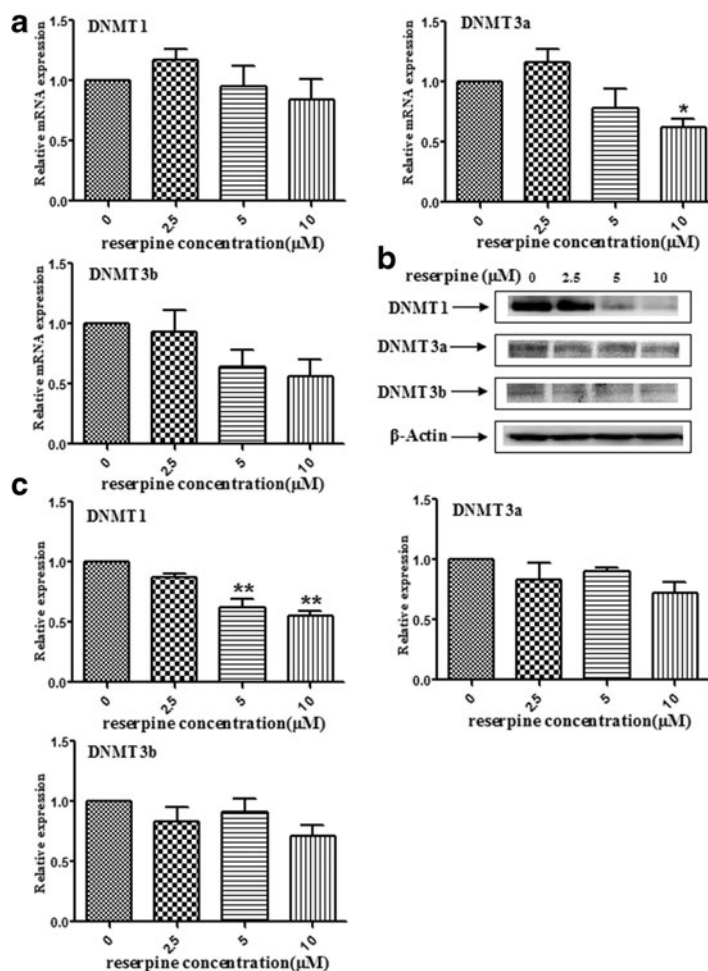 a
DNMT1
Relative mRNA expression
1.5
1.0
0.5
0.0
0
2.5
5
10
reserpine concentration(μM)
DNMT3a
Relative mRNA expression
1.5
1.0
0.5
0.0
*
0
2.5
5
10
reserpine concentration(μM)
DNMT3b
Relative mRNA expression
1.5
1.0
0.5
0.0
0
2.5
5
10
reserpine concentration(μM)
b
reserpine (μM) 0 2.5 5 10
DNMT1
DNMT3a
DNMT3b
β-Actin
c
DNMT1
Relative expression
1.5
1.0
0.5
0.0
** **
0
2.5
5
10
reserpine concentration(μM)
DNMT3a
Relative expression
1.5
1.0
0.5
0.0
0
2.5
5
10
reserpine concentration(μM)
DNMT3b
Relative expression
1.5
1.0
0.5
0.0
0
2.5
5
10
reserpine concentration(μM)